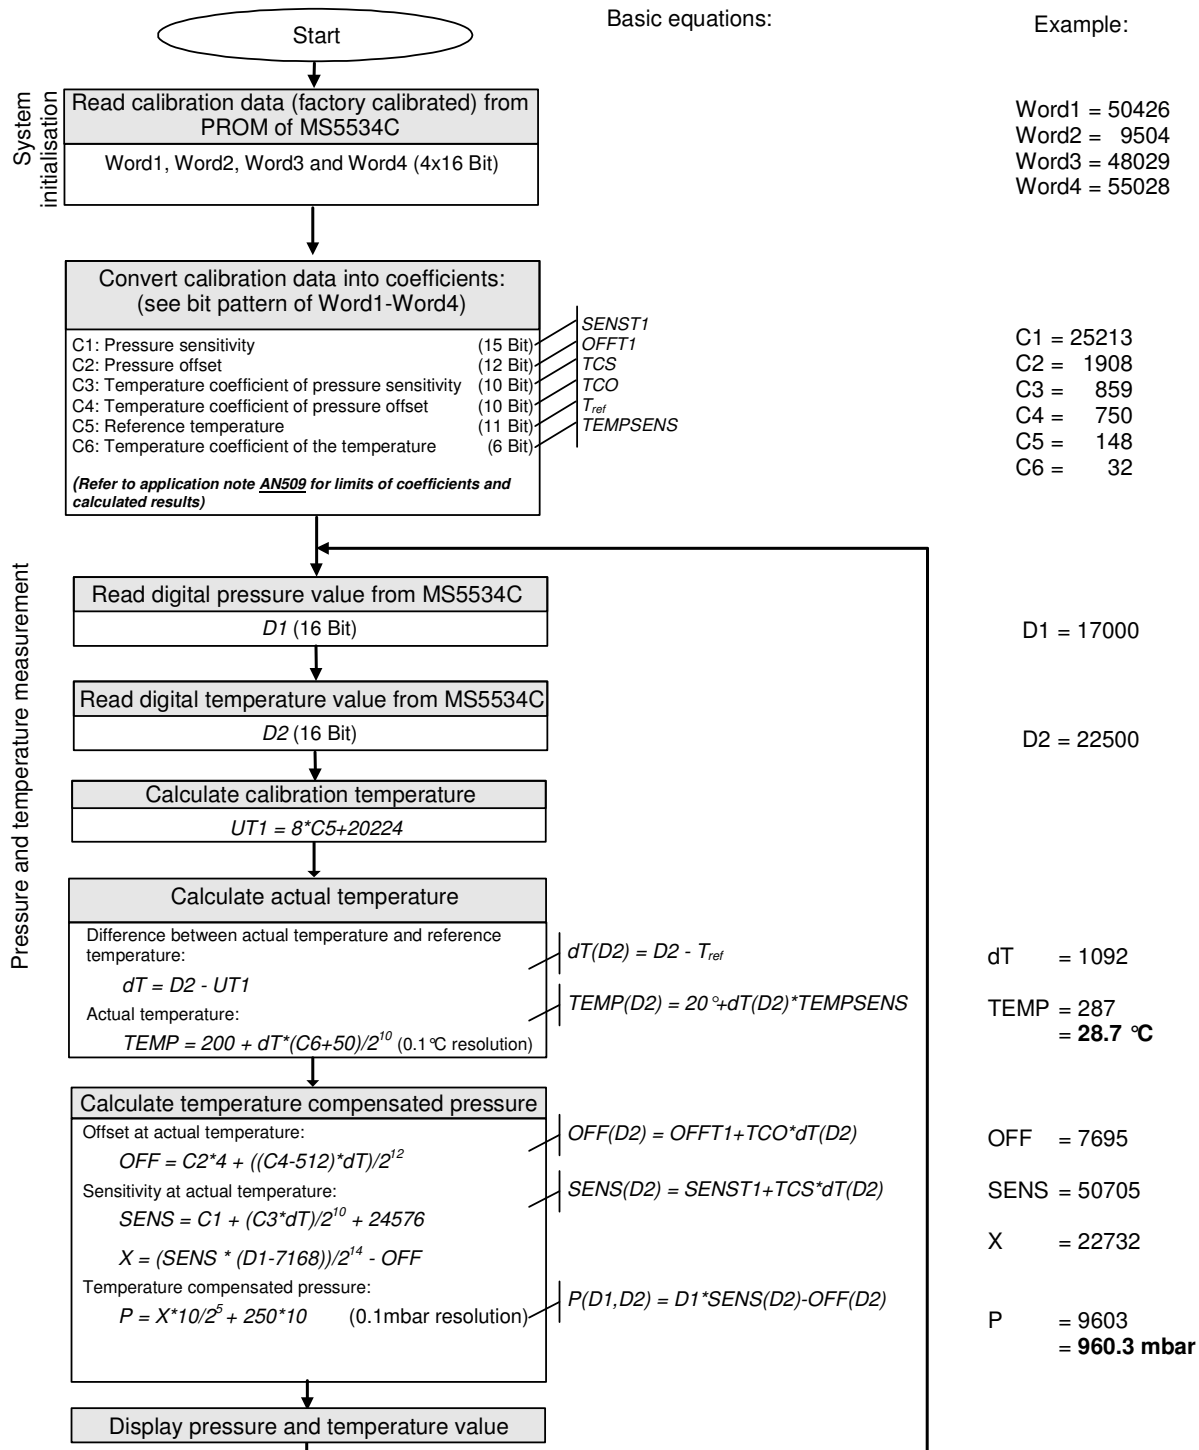 Start
Basic equations:
Example:
System
initialisation
Read calibration data (factory calibrated) from
PROM of MS5534C
Word1, Word2, Word3 and Word4 (4x16 Bit)
Word1 = 50426
Word2 = 9504
Word3 = 48029
Word4 = 55028
Convert calibration data into coefficients:
(see bit pattern of Word1-Word4)
C1: Pressure sensitivity (15 Bit)
C2: Pressure offset (12 Bit)
C3: Temperature coefficient of pressure sensitivity (10 Bit)
C4: Temperature coefficient of pressure offset (10 Bit)
C5: Reference temperature (11 Bit)
C6: Temperature coefficient of the temperature (6 Bit)
(Refer to application note AN509 for limits of coefficients and
calculated results)
SENST1
OFFT1
TCS
TCO
T_ref
TEMPSENS
C1 = 25213
C2 = 1908
C3 = 859
C4 = 750
C5 = 148
C6 = 32
Pressure and temperature measurement
Read digital pressure value from MS5534C
D1 (16 Bit)
D1 = 17000
Read digital temperature value from MS5534C
D2 (16 Bit)
D2 = 22500
Calculate calibration temperature
UT1 = 8*C5+20224
Calculate actual temperature
Difference between actual temperature and reference
temperature:
dT = D2 - UT1
Actual temperature:
TEMP = 200 + dT*(C6+50)/2^10 (0.1°C resolution)
dT(D2) = D2 - T_ref
TEMP(D2) = 20°+dT(D2)*TEMPSENS
dT = 1092
TEMP = 287
= 28.7 °C
Calculate temperature compensated pressure
Offset at actual temperature:
OFF = C2*4 + ((C4-512)*dT)/2^12
Sensitivity at actual temperature:
SENS = C1 + (C3*dT)/2^10 + 24576
X = (SENS * (D1-7168))/2^14 - OFF
Temperature compensated pressure:
P = X*10/2^5 + 250*10 (0.1mbar resolution)
OFF(D2) = OFFT1+TCO*dT(D2)
SENS(D2) = SENST1+TCS*dT(D2)
P(D1,D2) = D1*SENS(D2)-OFF(D2)
OFF = 7695
SENS = 50705
X = 22732
P = 9603
= 960.3 mbar
Display pressure and temperature value